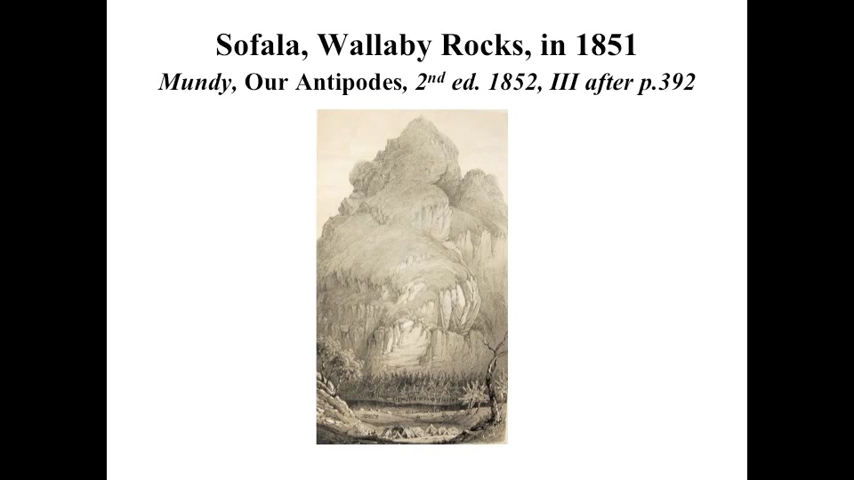 Sofala, Wallaby Rocks, in 1851
Mundy, Our Antipodes, 2nd ed. 1852, III after p.392